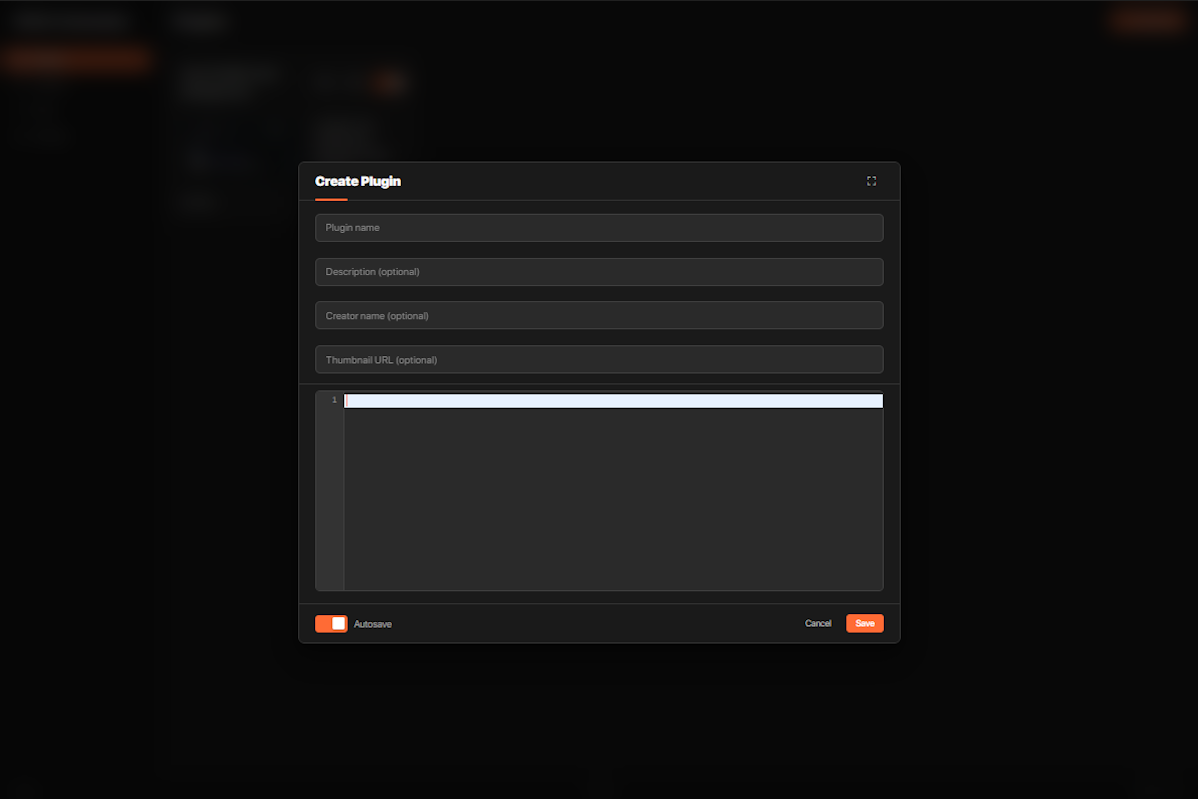 Create Plugin
Plugin name
Description (optional)
Creator name (optional)
Thumbnail URL (optional)
1
Autosave
Cancel
Save